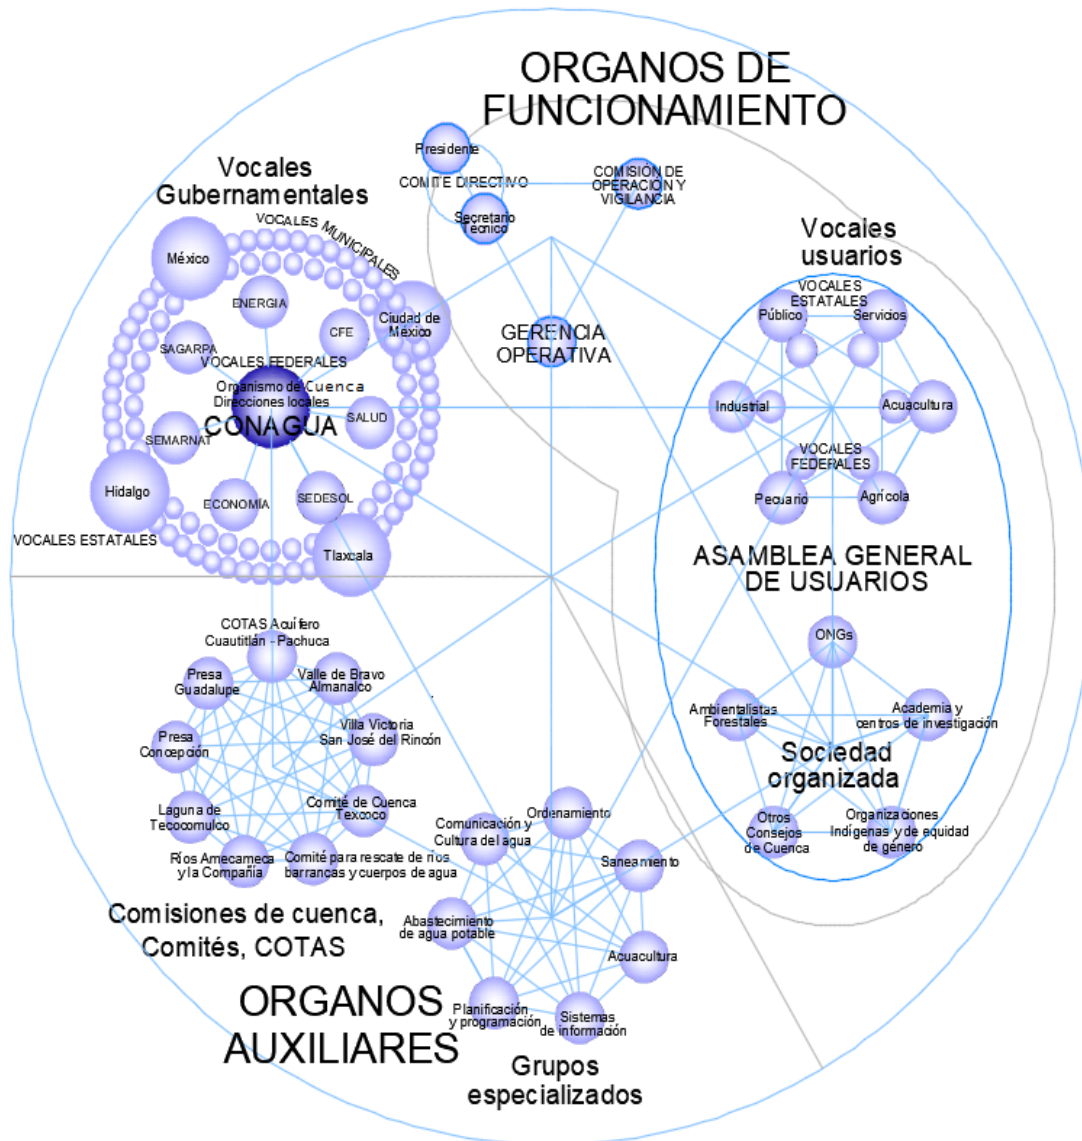 ORGANOS DE
FUNCIONAMIENTO
Presidente
COMITE DIRECTIVO
Secretario
Técnico
COMISIÓN DE
OPERACIÓN Y
VIGILANCIA
GERENCIA
OPERATIVA
Vocales
Gubernamentales
VOCALES MUNICIPALES
México
ENERGIA
CFE
Ciudad de
México
SAGARPA
VOCALES FEDERALES
Organismo de Cuenca
Direcciones locales
CONAGUA
SALUD
SEMARNAT
Hidalgo
ECONOMÍA
SEDESOL
VOCALES ESTATALES
Tlaxcala
Vocales
usuarios
VOCALES
ESTATALES
Público
Servicios
Industrial
Acuacultura
VOCALES
FEDERALES
Pecuario
Agrícola
ASAMBLEA GENERAL
DE USUARIOS
ONGs
Ambientalistas
Forestales
Academia y
centros de investigación
Sociedad
organizada
Otros
Consejos
de Cuenca
Organizaciones
Indígenas y de equidad
de género
COTAS Acuífero
Cuautitlán - Pachuca
Presa
Guadalupe
Valle de Bravo
Almanalco
Presa
Concepción
Villa Victoria
San José del Rincón
Laguna de
Tecocomulco
Comité de Cuenca
Texcoco
Ríos Amecameca
y la Compañía
Comité para rescate de ríos
barrancas y cuerpos de agua
Comisiones de cuenca,
Comités, COTAS
ORGANOS
AUXILIARES
Comunicación y
Cultura del agua
Ordenamiento
Saneamiento
Abastecimiento
de agua potable
Acuacultura
Planificación
y programación
Sistemas
de información
Grupos
especializados